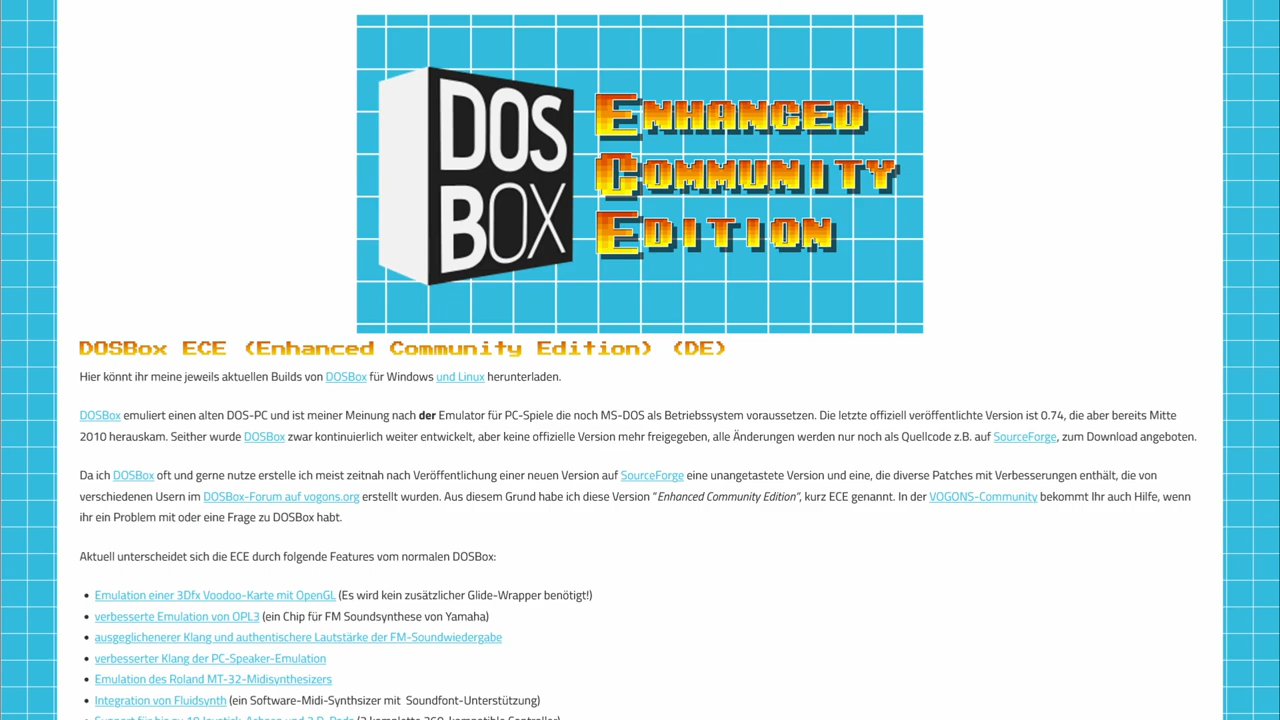 DOS
BOX
ENHANCED
COMMUNITY
EDITION
DOSBox ECE (Enhanced Community Edition) (DE)
Hier könnt ihr meine jeweils aktuellen Builds von DOSBox für Windows und Linux herunterladen.
DOSBox emuliert einen alten DOS-PC und ist meiner Meinung nach der Emulator für PC-Spiele die noch MS-DOS als Betriebssystem voraussetzen. Die letzte offiziell veröffentlichte Version ist 0.74, die aber bereits Mitte
2010 herauskam. Seither wurde DOSBox zwar kontinuierlich weiter entwickelt, aber keine offizielle Version mehr freigegeben, alle Änderungen werden nur noch als Quellcode z.B. auf SourceForge, zum Download angeboten.
Da ich DOSBox oft und gerne nutze erstelle ich meist zeitnah nach Veröffentlichung einer neuen Version auf SourceForge eine unangetastete Version und eine, die diverse Patches mit Verbesserungen enthält, die von
verschiedenen Usern im DOSBox-Forum auf vogons.org erstellt wurden. Aus diesem Grund habe ich diese Version "Enhanced Community Edition", kurz ECE genannt. In der VOGONS-Community bekommt Ihr auch Hilfe, wenn
ihr ein Problem mit oder eine Frage zu DOSBox habt.
Aktuell unterscheidet sich die ECE durch folgende Features vom normalen DOSBox:
• Emulation einer 3Dfx Voodoo-Karte mit OpenGL (Es wird kein zusätzlicher Glide-Wrapper benötigt!)
• verbesserte Emulation von OPL3 (ein Chip für FM Soundsynthese von Yamaha)
• ausgeglichenerer Klang und authentischere Lautstärke der FM-Soundwiedergabe
• verbesserter Klang der PC-Speaker-Emulation
• Emulation des Roland MT-32-Midisynthesizers
• Integration von Fluidsynth (ein Software-Midi-Synthsizer mit Soundfont-Unterstützung)